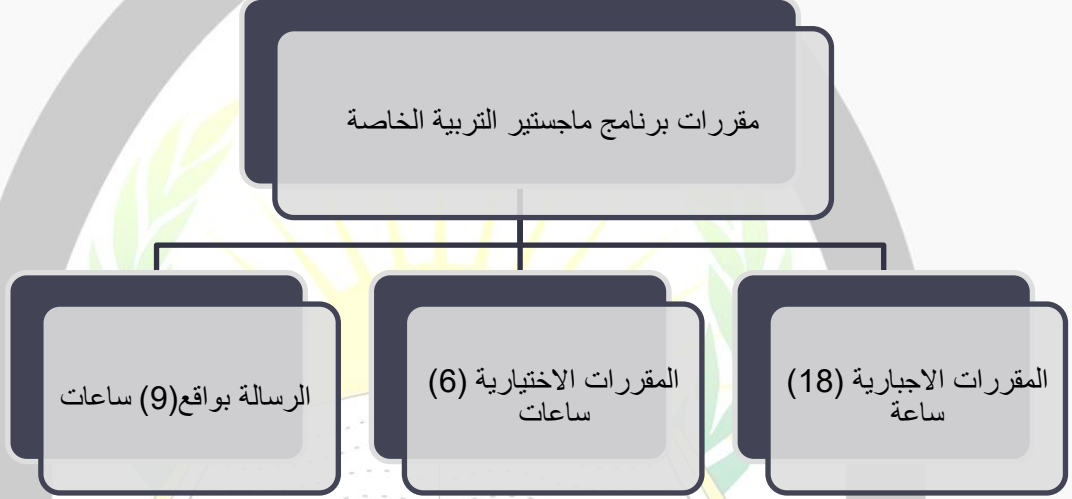 مقررات برنامج ماجستير التربية الخاصة
المقررات الاجبارية (18)
ساعة
المقررات الاختيارية (6)
ساعات
الرسالة بواقع(9) ساعات